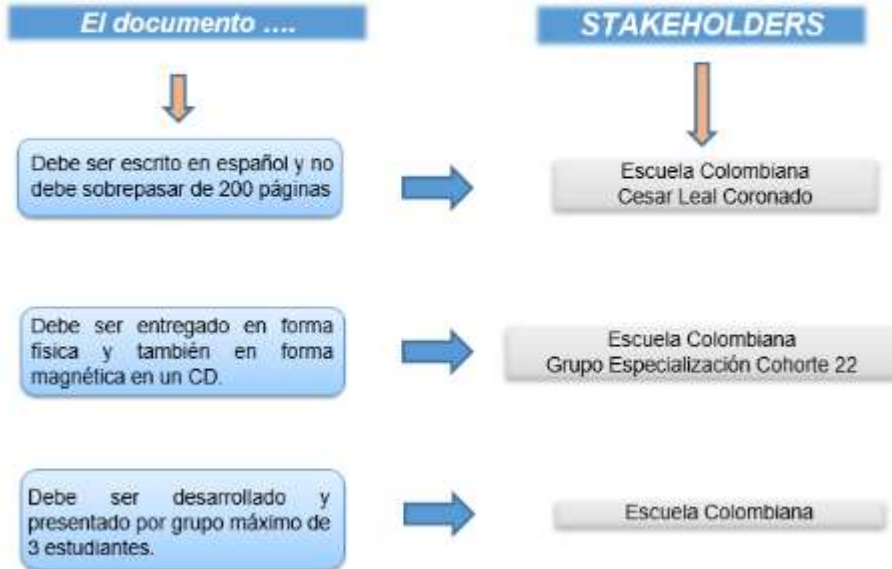 El documento ....
STAKEHOLDERS
Debe ser escrito en español y no
debe sobrepasar de 200 páginas
Escuela Colombiana
Cesar Leal Coronado
Debe ser entregado en forma
física y también en forma
magnética en un CD.
Escuela Colombiana
Grupo Especialización Cohorte 22
Debe ser desarrollado y
presentado por grupo máximo de
3 estudiantes.
Escuela Colombiana